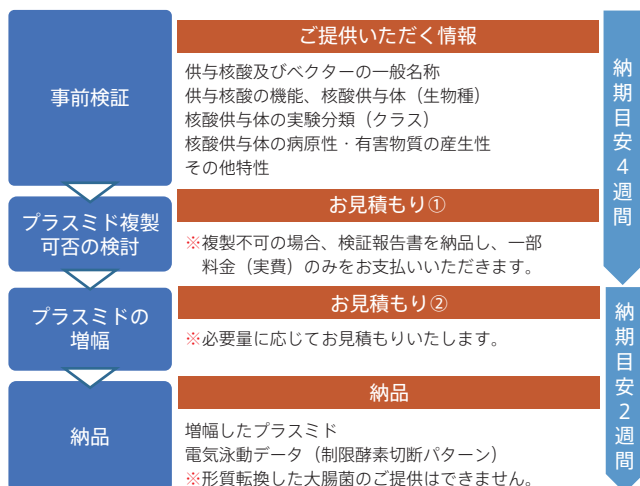 事前検証
ご提供いただく情報
供与核酸及びベクターの一般名称
供与核酸の機能、核酸供与体（生物種）
核酸供与体の実験分類（クラス）
核酸供与体の病原性・有害物質の産生性
その他特性
プラスミド複製
可否の検討
お見積もり①
※複製不可の場合、検証報告書を納品し、一部
料金（実費）のみをお支払いいただきます。
納期目安4週間
プラスミドの
増幅
お見積もり②
※必要量に応じてお見積もりいたします。
納品
納品
増幅したプラスミド
電気泳動データ（制限酵素切断パターン）
※形質転換した大腸菌のご提供はできません。
納期目安2週間